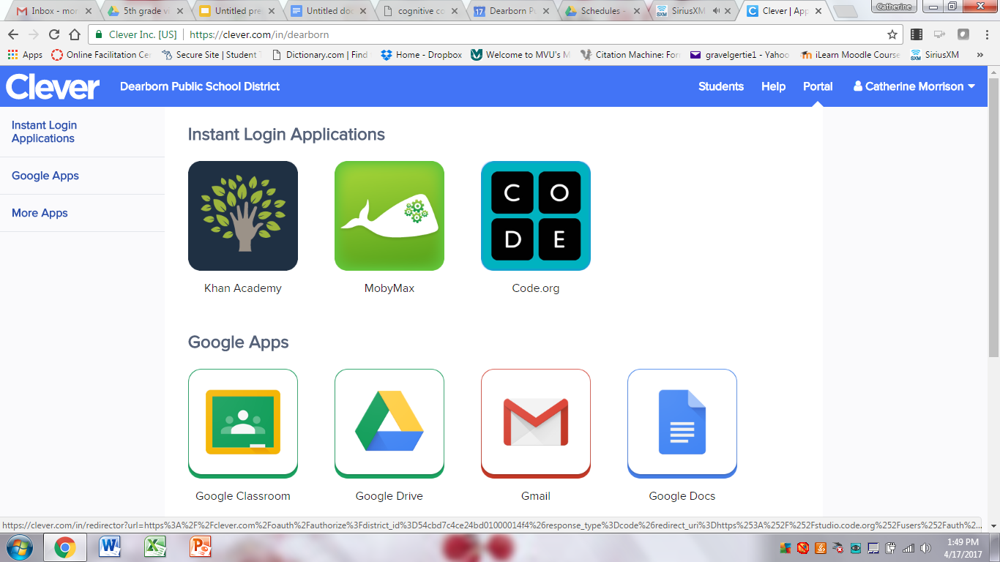 Inbox - mor
5th grade v
Untitled pre
Untitled doc
cognitive co
17
Dearborn Pu
Schedules -
SXM
SiriusXM
Clever | App
Catherine
Clever Inc. [US]
https://clever.com/in/dearborn
Apps
Online Facilitation Cer
Secure Site | Student T
Dictionary.com | Find
Home - Dropbox
Welcome to MVU's M
Citation Machine: For
gravelgertie1 - Yahoo
iLearn Moodle Course
SXM
SiriusXM
»
Clever
Dearborn Public School District
Students
Help
Portal
Catherine Morrison
Instant Login
Applications
Google Apps
More Apps
Instant Login Applications
C O
D E
Khan Academy
MobyMax
Code.org
Google Apps
Google Classroom
Google Drive
Gmail
Google Docs
https://clever.com/in/redirector?url=https%3A%2F%2Fclever.com%2Foauth%2Fauthorize%3Fdistrict_id%3D54cbd7c4ce24bd01000014f4%26response_type%3Dcode%26redirect_uri%3Dhttps%253A%252F%252Fstudio.code.org%252Fusers%252Fauth%2...
W
X
P
1:49 PM
4/17/2017